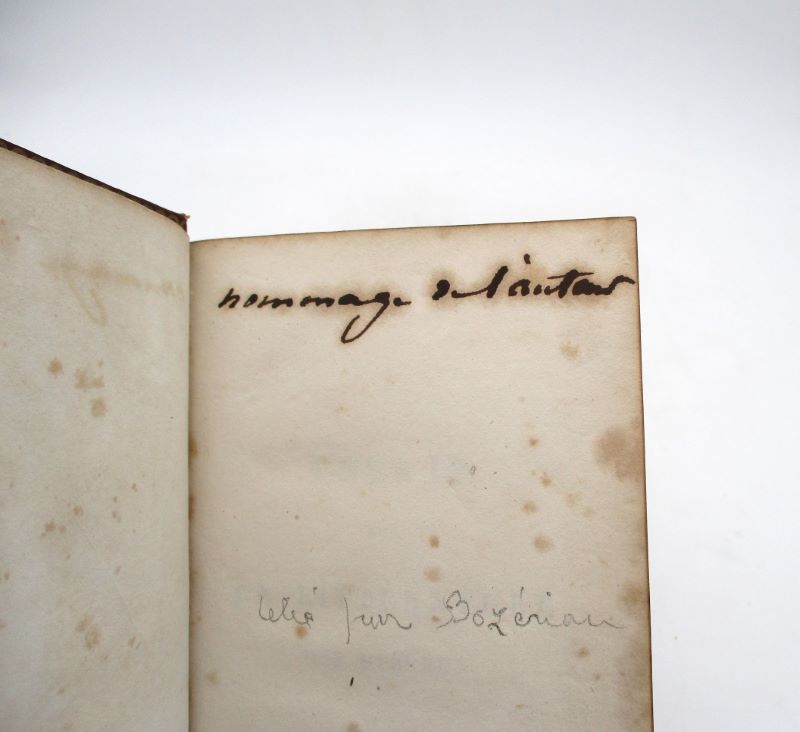 hommage de l'auteur
relié par Bozérian